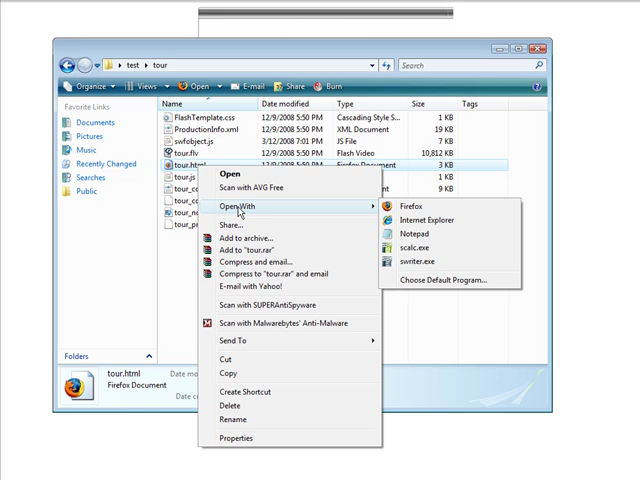 test ▸ tour
Search
Organize Views Open E-mail Share Burn
Favorite Links
Documents
Pictures
Music
Recently Changed
Searches
Public
Folders
Name Date modified Type Size Tags
FlashTemplate.css 12/9/2008 5:50 PM Cascading Style S... 1 KB
ProductionInfo.xml 12/9/2008 5:50 PM XML Document 19 KB
swfobject.js 3/12/2008 7:01 PM JS File 7 KB
tour.flv 12/9/2008 5:50 PM Flash Video 10,812 KB
tour.html 12/9/2008 5:50 PM Firefox Document 3 KB
tour.js 1 KB
tour_co
tour_co
tour_no
tour_pr
Open
Scan with AVG Free
Open With
Share...
Add to archive...
Add to "tour.rar"
Compress and email...
Compress to "tour.rar" and email
E-mail with Yahoo!
Scan with SUPERAntiSpyware
Scan with Malwarebytes' Anti-Malware
Send To
Cut
Copy
Create Shortcut
Delete
Rename
Properties
Firefox
Internet Explorer
Notepad
scalc.exe
swriter.exe
Choose Default Program...
tour.html Date mo
Firefox Document
Date c